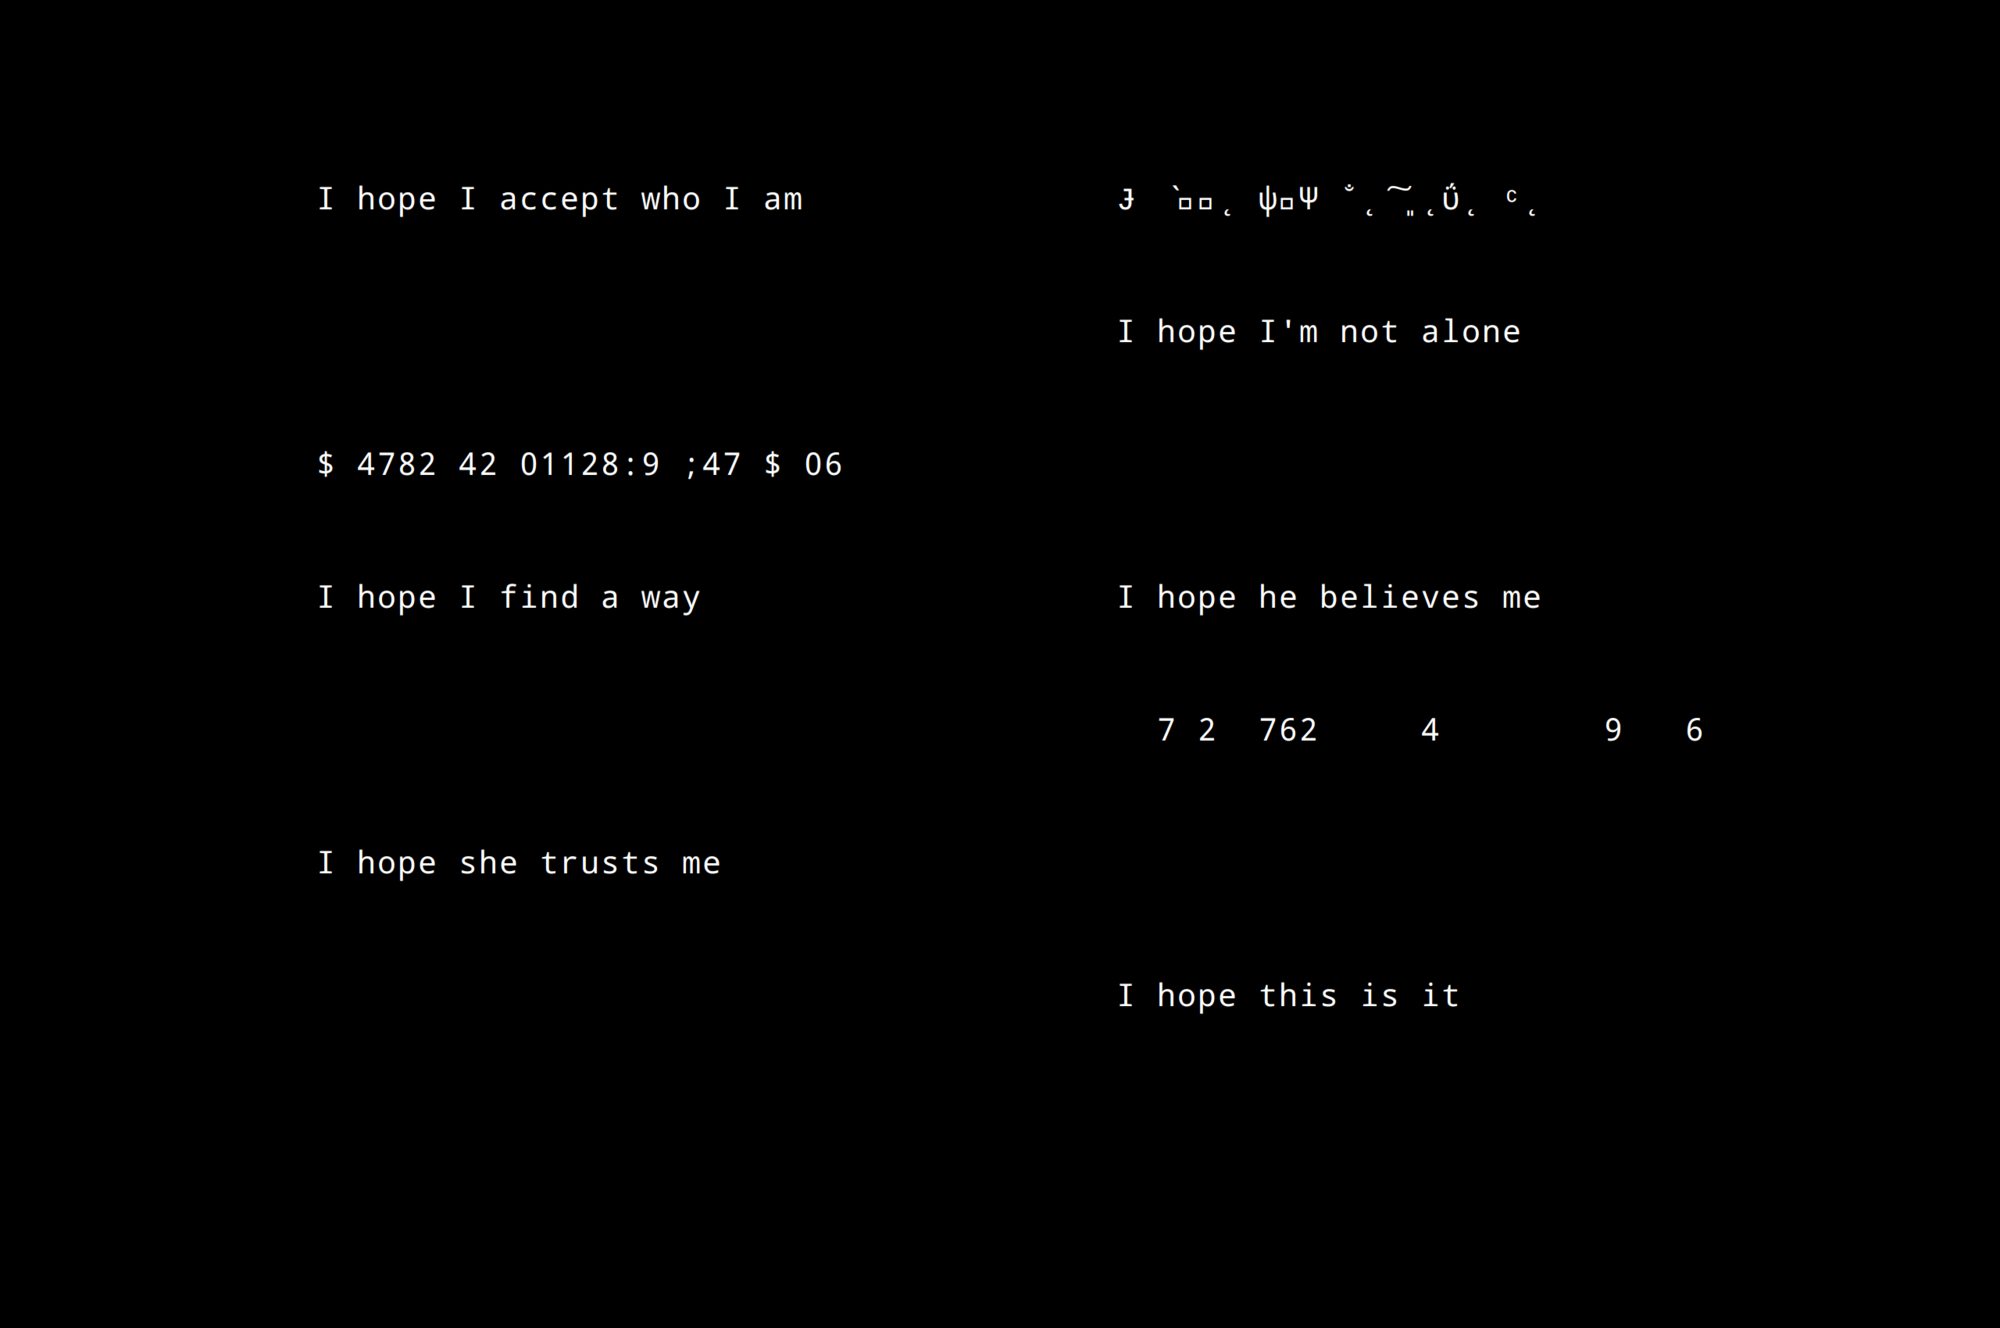 I hope I accept who I am
I hope I'm not alone
$ 4782 42 01128:9 ;47 $ 06
I hope I find a way
I hope he believes me
7 2 762 4 9 6
I hope she trusts me
I hope this is it